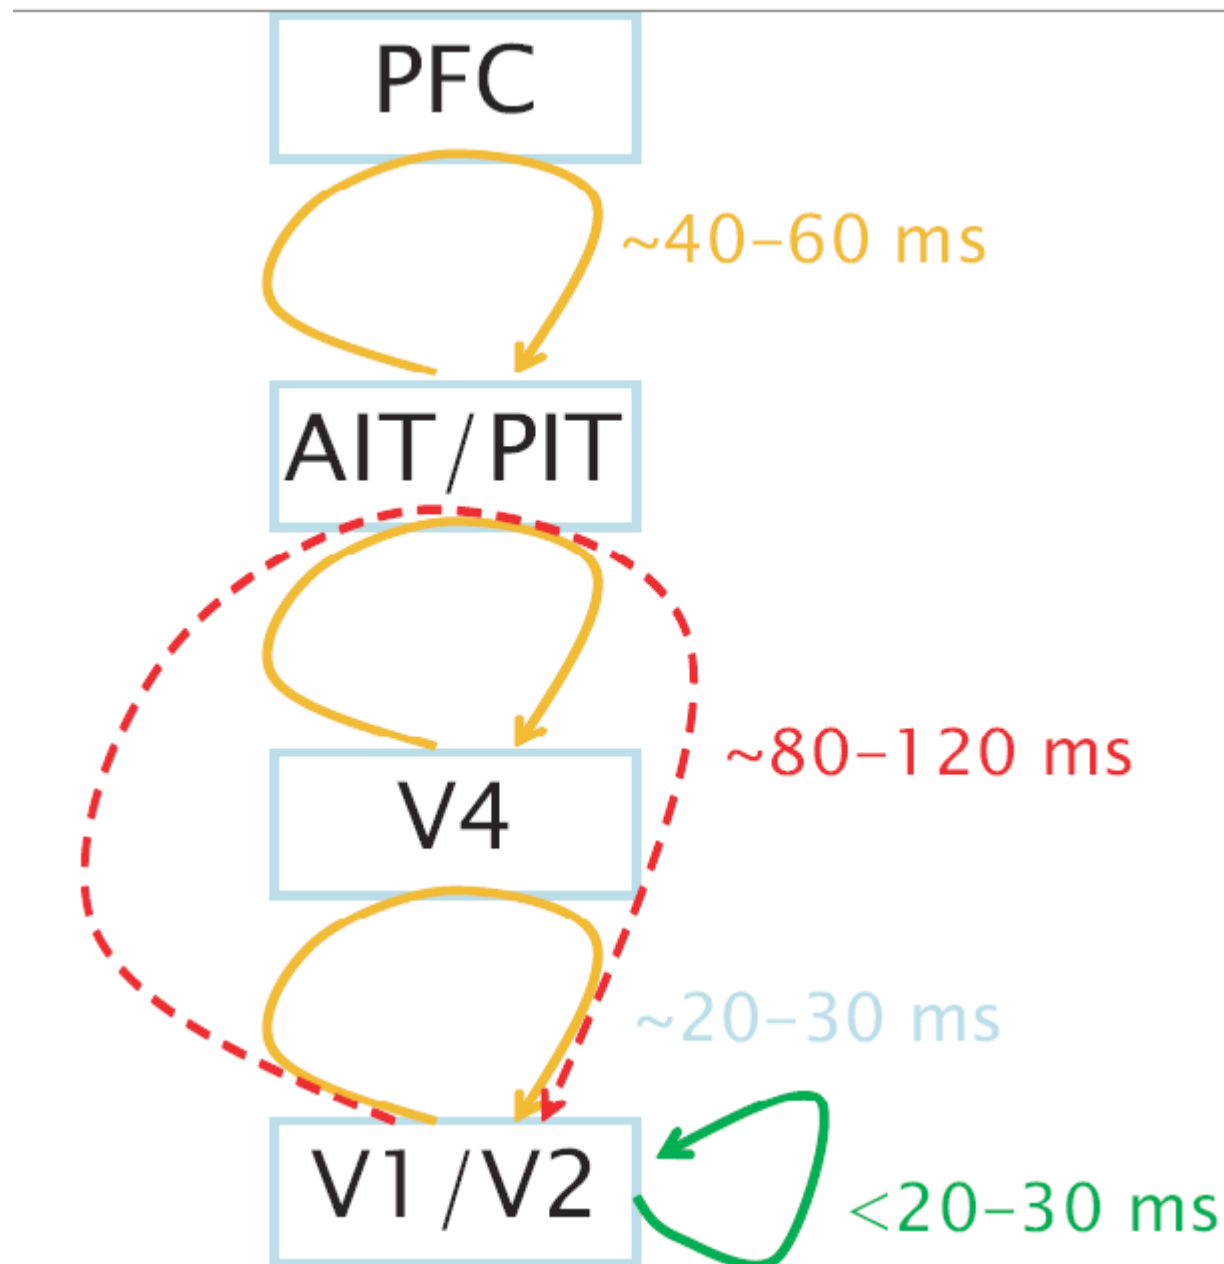 PFC
~40–60 ms
AIT/PIT
~80–120 ms
V4
~20–30 ms
V1/V2
<20–30 ms